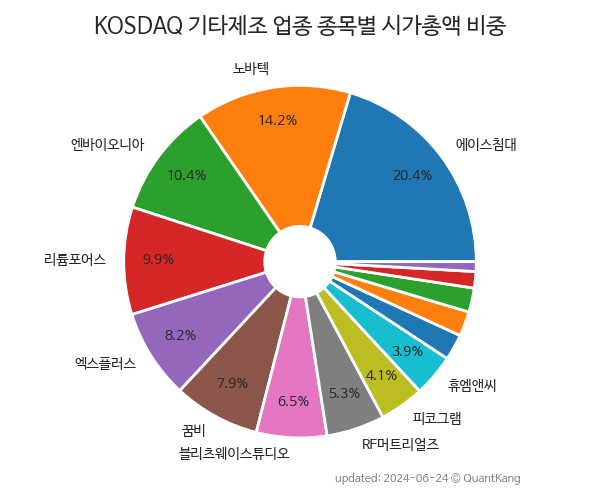 KOSDAQ 기타제조 업종 종목별 시가총액 비중
에이스침대
20.4%
노바텍
14.2%
엔바이오니아
10.4%
리튬포어스
9.9%
엑스플러스
8.2%
꿈비
7.9%
블리츠웨이스튜디오
6.5%
RF머트리얼즈
5.3%
피코그램
4.1%
휴엠앤씨
3.9%
updated: 2024-06-24 © QuantKang